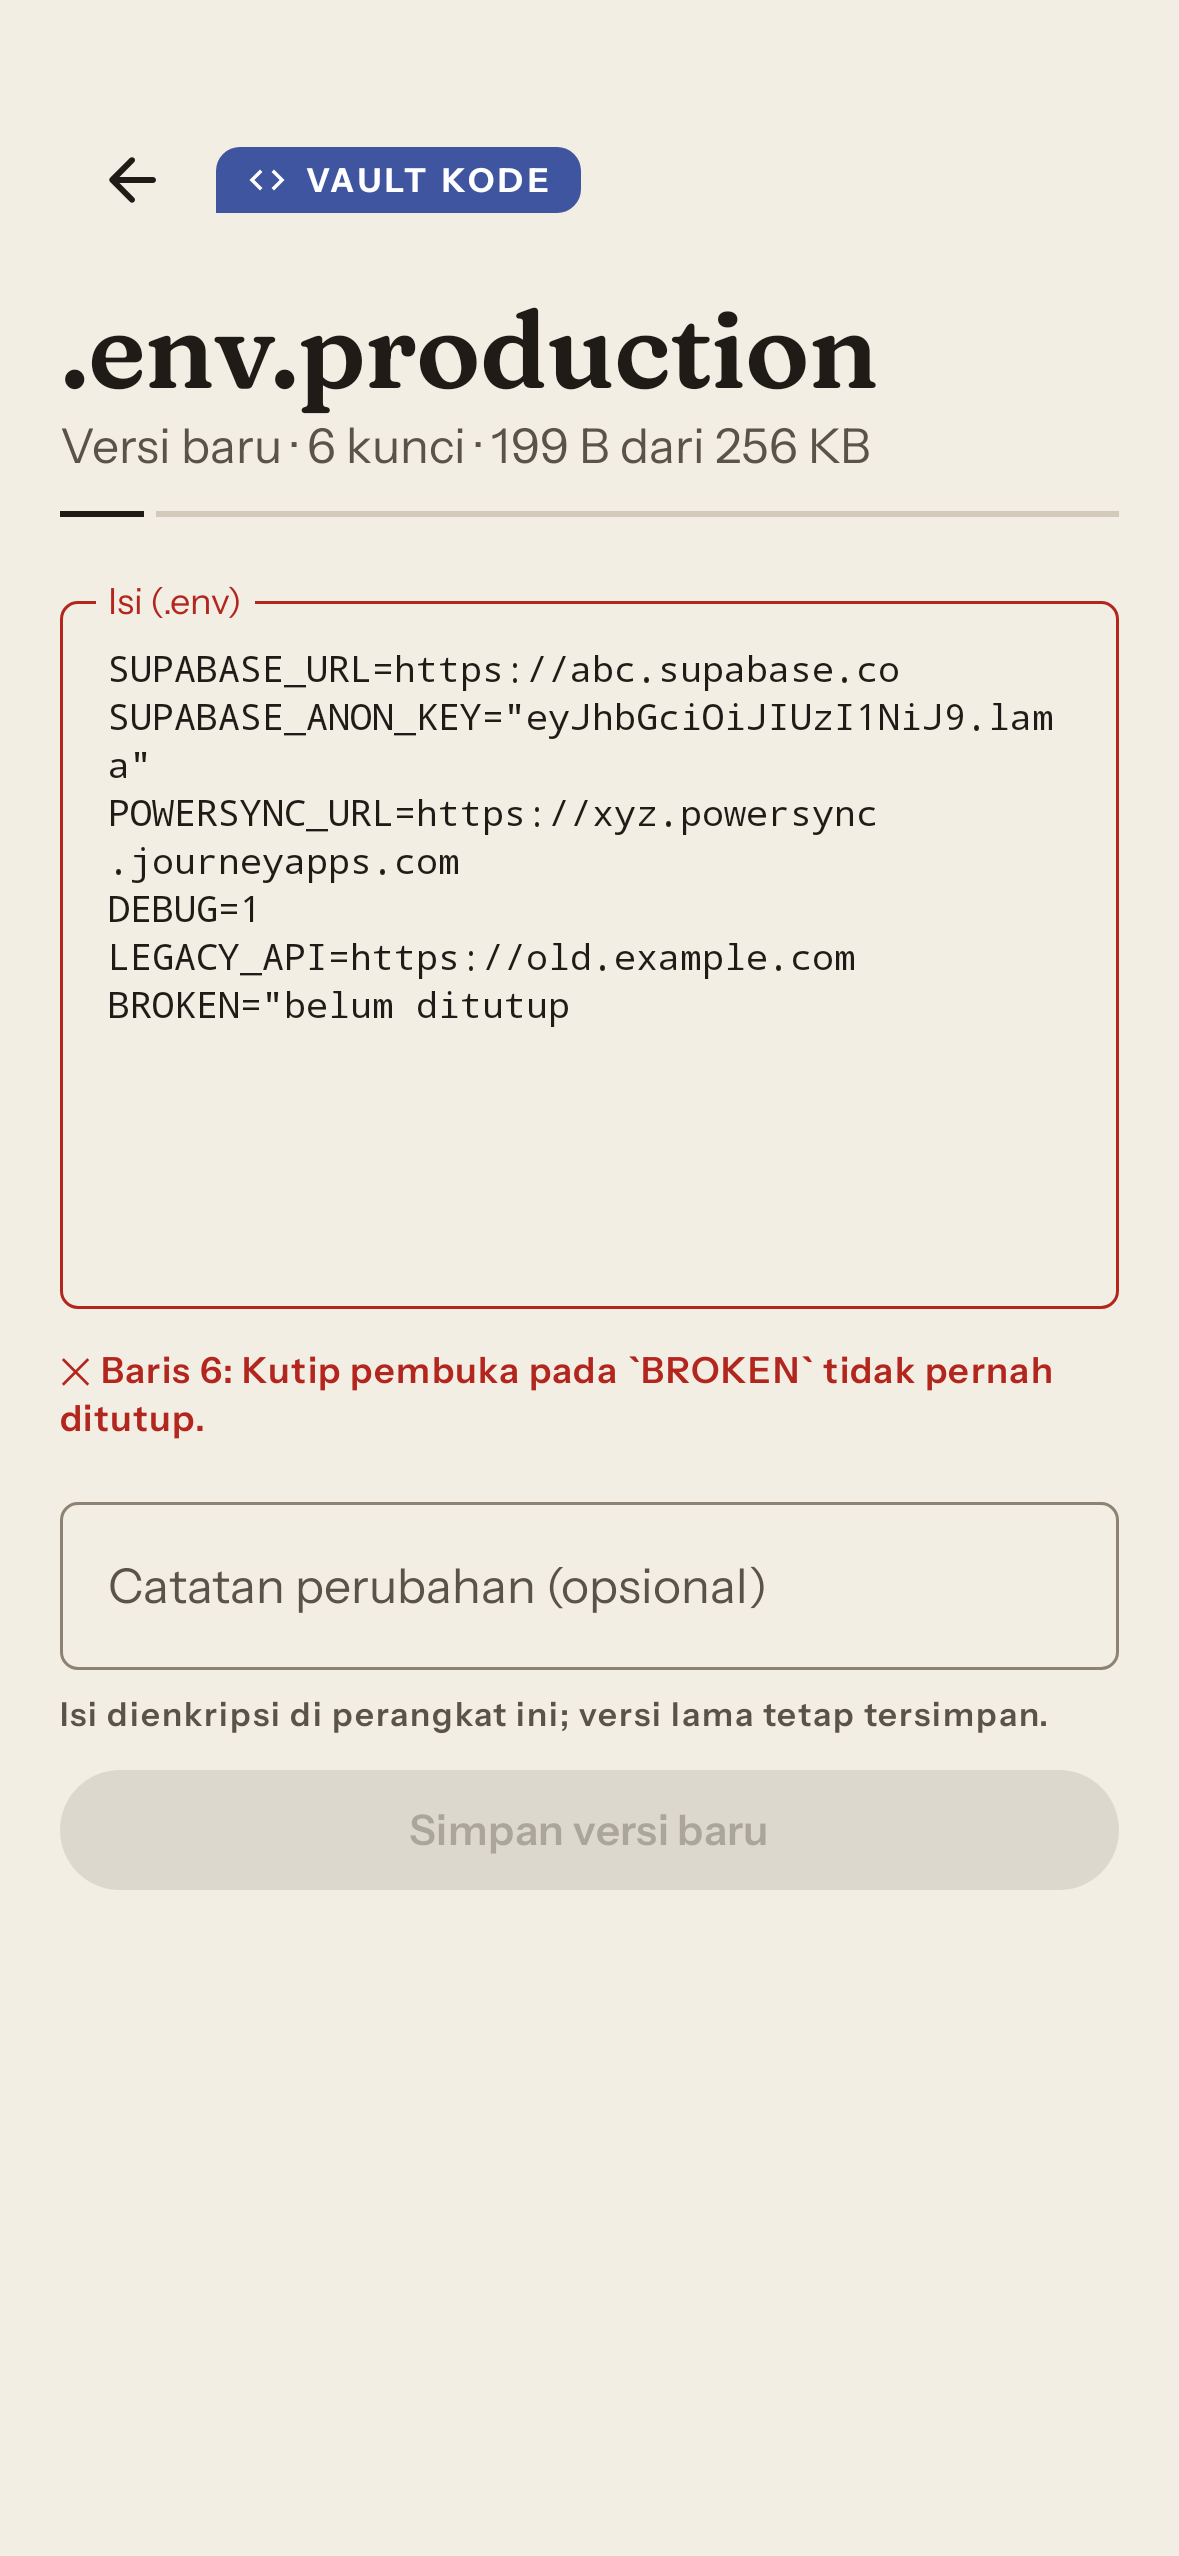 VAULT KODE
.env.production
Versi baru · 6 kunci · 199 B dari 256 KB
Isi (.env)
SUPABASE_URL=https://abc.supabase.co
SUPABASE_ANON_KEY="eyJhbGciOiJIUzI1NiJ9.lam
a"
POWERSYNC_URL=https://xyz.powersync
.journeyapps.com
DEBUG=1
LEGACY_API=https://old.example.com
BROKEN="belum ditutup
Baris 6: Kutip pembuka pada `BROKEN` tidak pernah
ditutup.
Catatan perubahan (opsional)
Isi dienkripsi di perangkat ini; versi lama tetap tersimpan.
Simpan versi baru